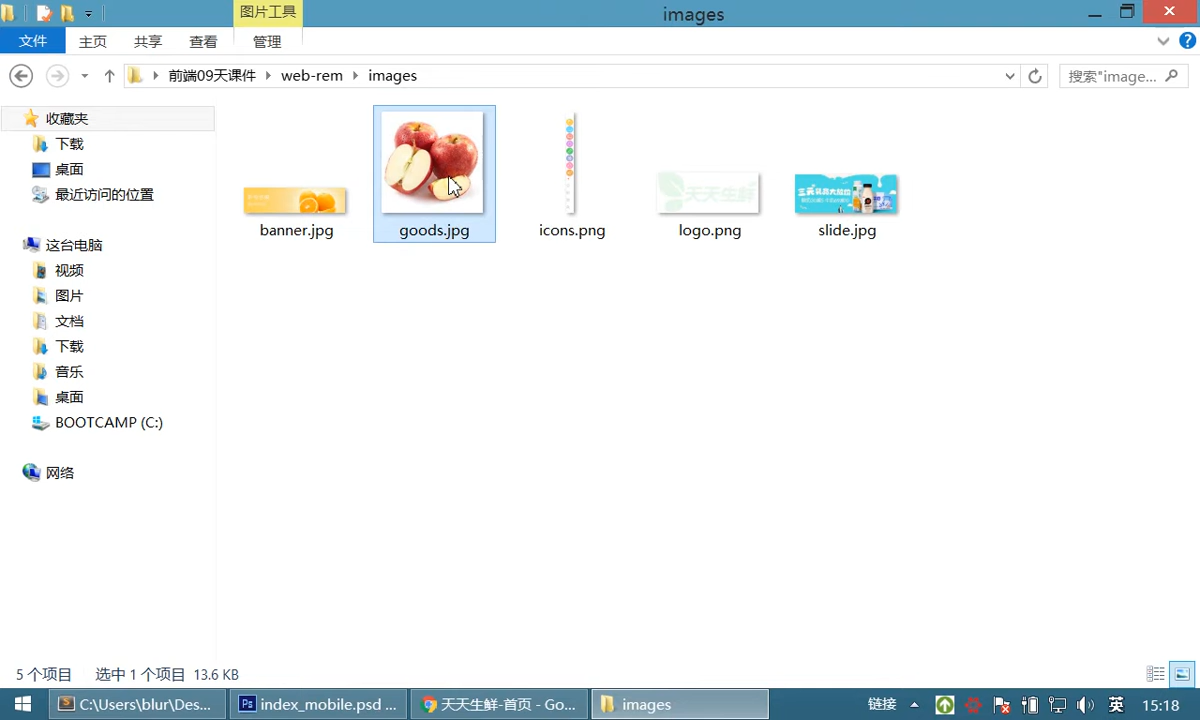 图片工具
images
文件
主页
共享
查看
管理
前端09天课件
web-rem
images
搜索"image...
收藏夹
下载
桌面
最近访问的位置
这台电脑
视频
图片
文档
下载
音乐
桌面
BOOTCAMP (C:)
网络
天天生鲜
banner.jpg
goods.jpg
icons.png
logo.png
slide.jpg
5 个项目
选中 1 个项目 13.6 KB
C:\Users\blur\Des...
Ps
index_mobile.psd ...
天天生鲜-首页 - Go...
images
链接
英
15:18